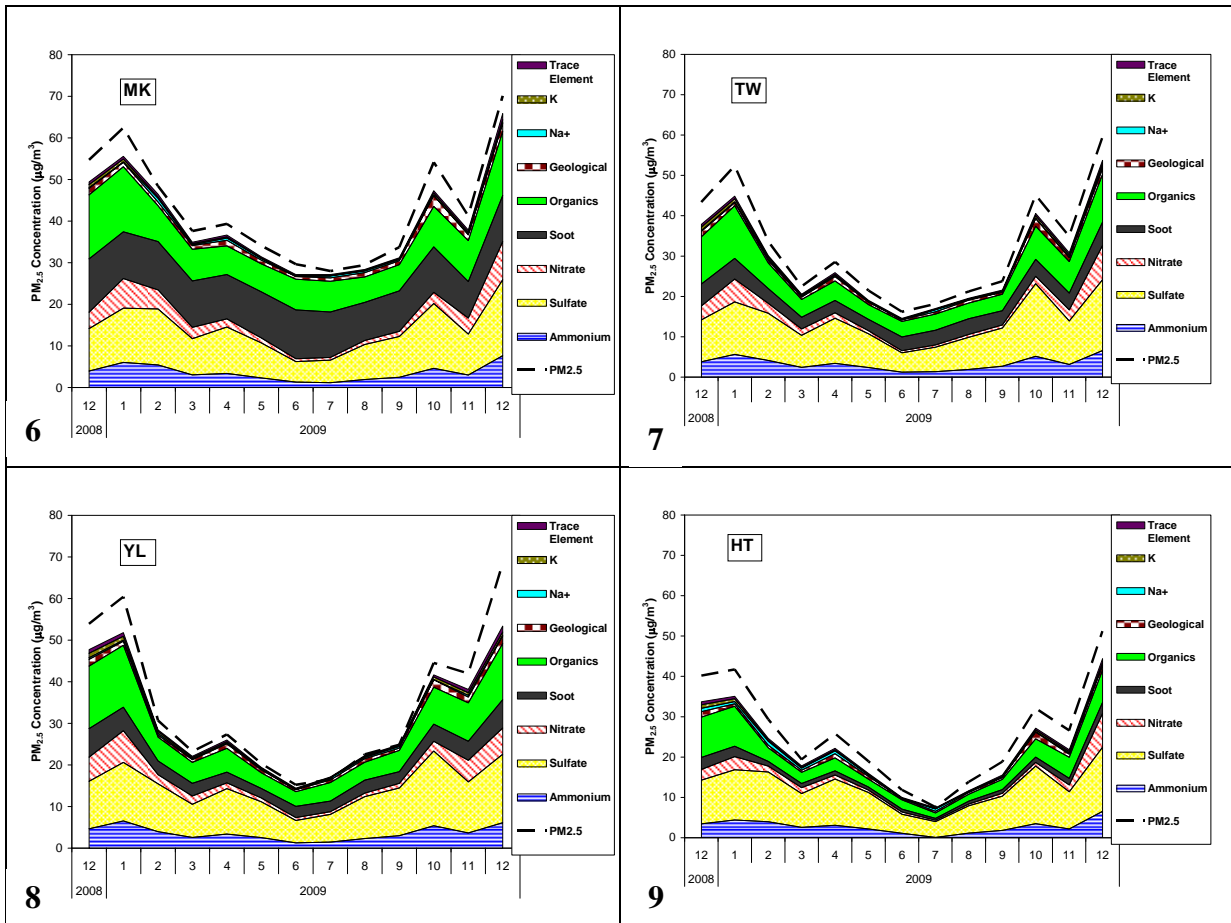 MK
PM2.5 Concentration (µg/m3)
80
70
60
50
40
30
20
10
0
12 1 2 3 4 5 6 7 8 9 10 11 12
2008 2009
Trace
Element
K
Na+
Geological
Organics
Soot
Nitrate
Sulfate
Ammonium
PM2.5
6
TW
PM2.5 Concentration (µg/m3)
80
70
60
50
40
30
20
10
0
12 1 2 3 4 5 6 7 8 9 10 11 12
2008 2009
Trace
Element
K
Na+
Geological
Organics
Soot
Nitrate
Sulfate
Ammonium
PM2.5
7
YL
PM2.5 Concentration (µg/m3)
80
70
60
50
40
30
20
10
0
12 1 2 3 4 5 6 7 8 9 10 11 12
2008 2009
Trace
Element
K
Na+
Geological
Organics
Soot
Nitrate
Sulfate
Ammonium
PM2.5
8
HT
PM2.5 Concentration (µg/m3)
80
70
60
50
40
30
20
10
0
12 1 2 3 4 5 6 7 8 9 10 11 12
2008 2009
Trace
Element
K
Na+
Geological
Organics
Soot
Nitrate
Sulfate
Ammonium
PM2.5
9